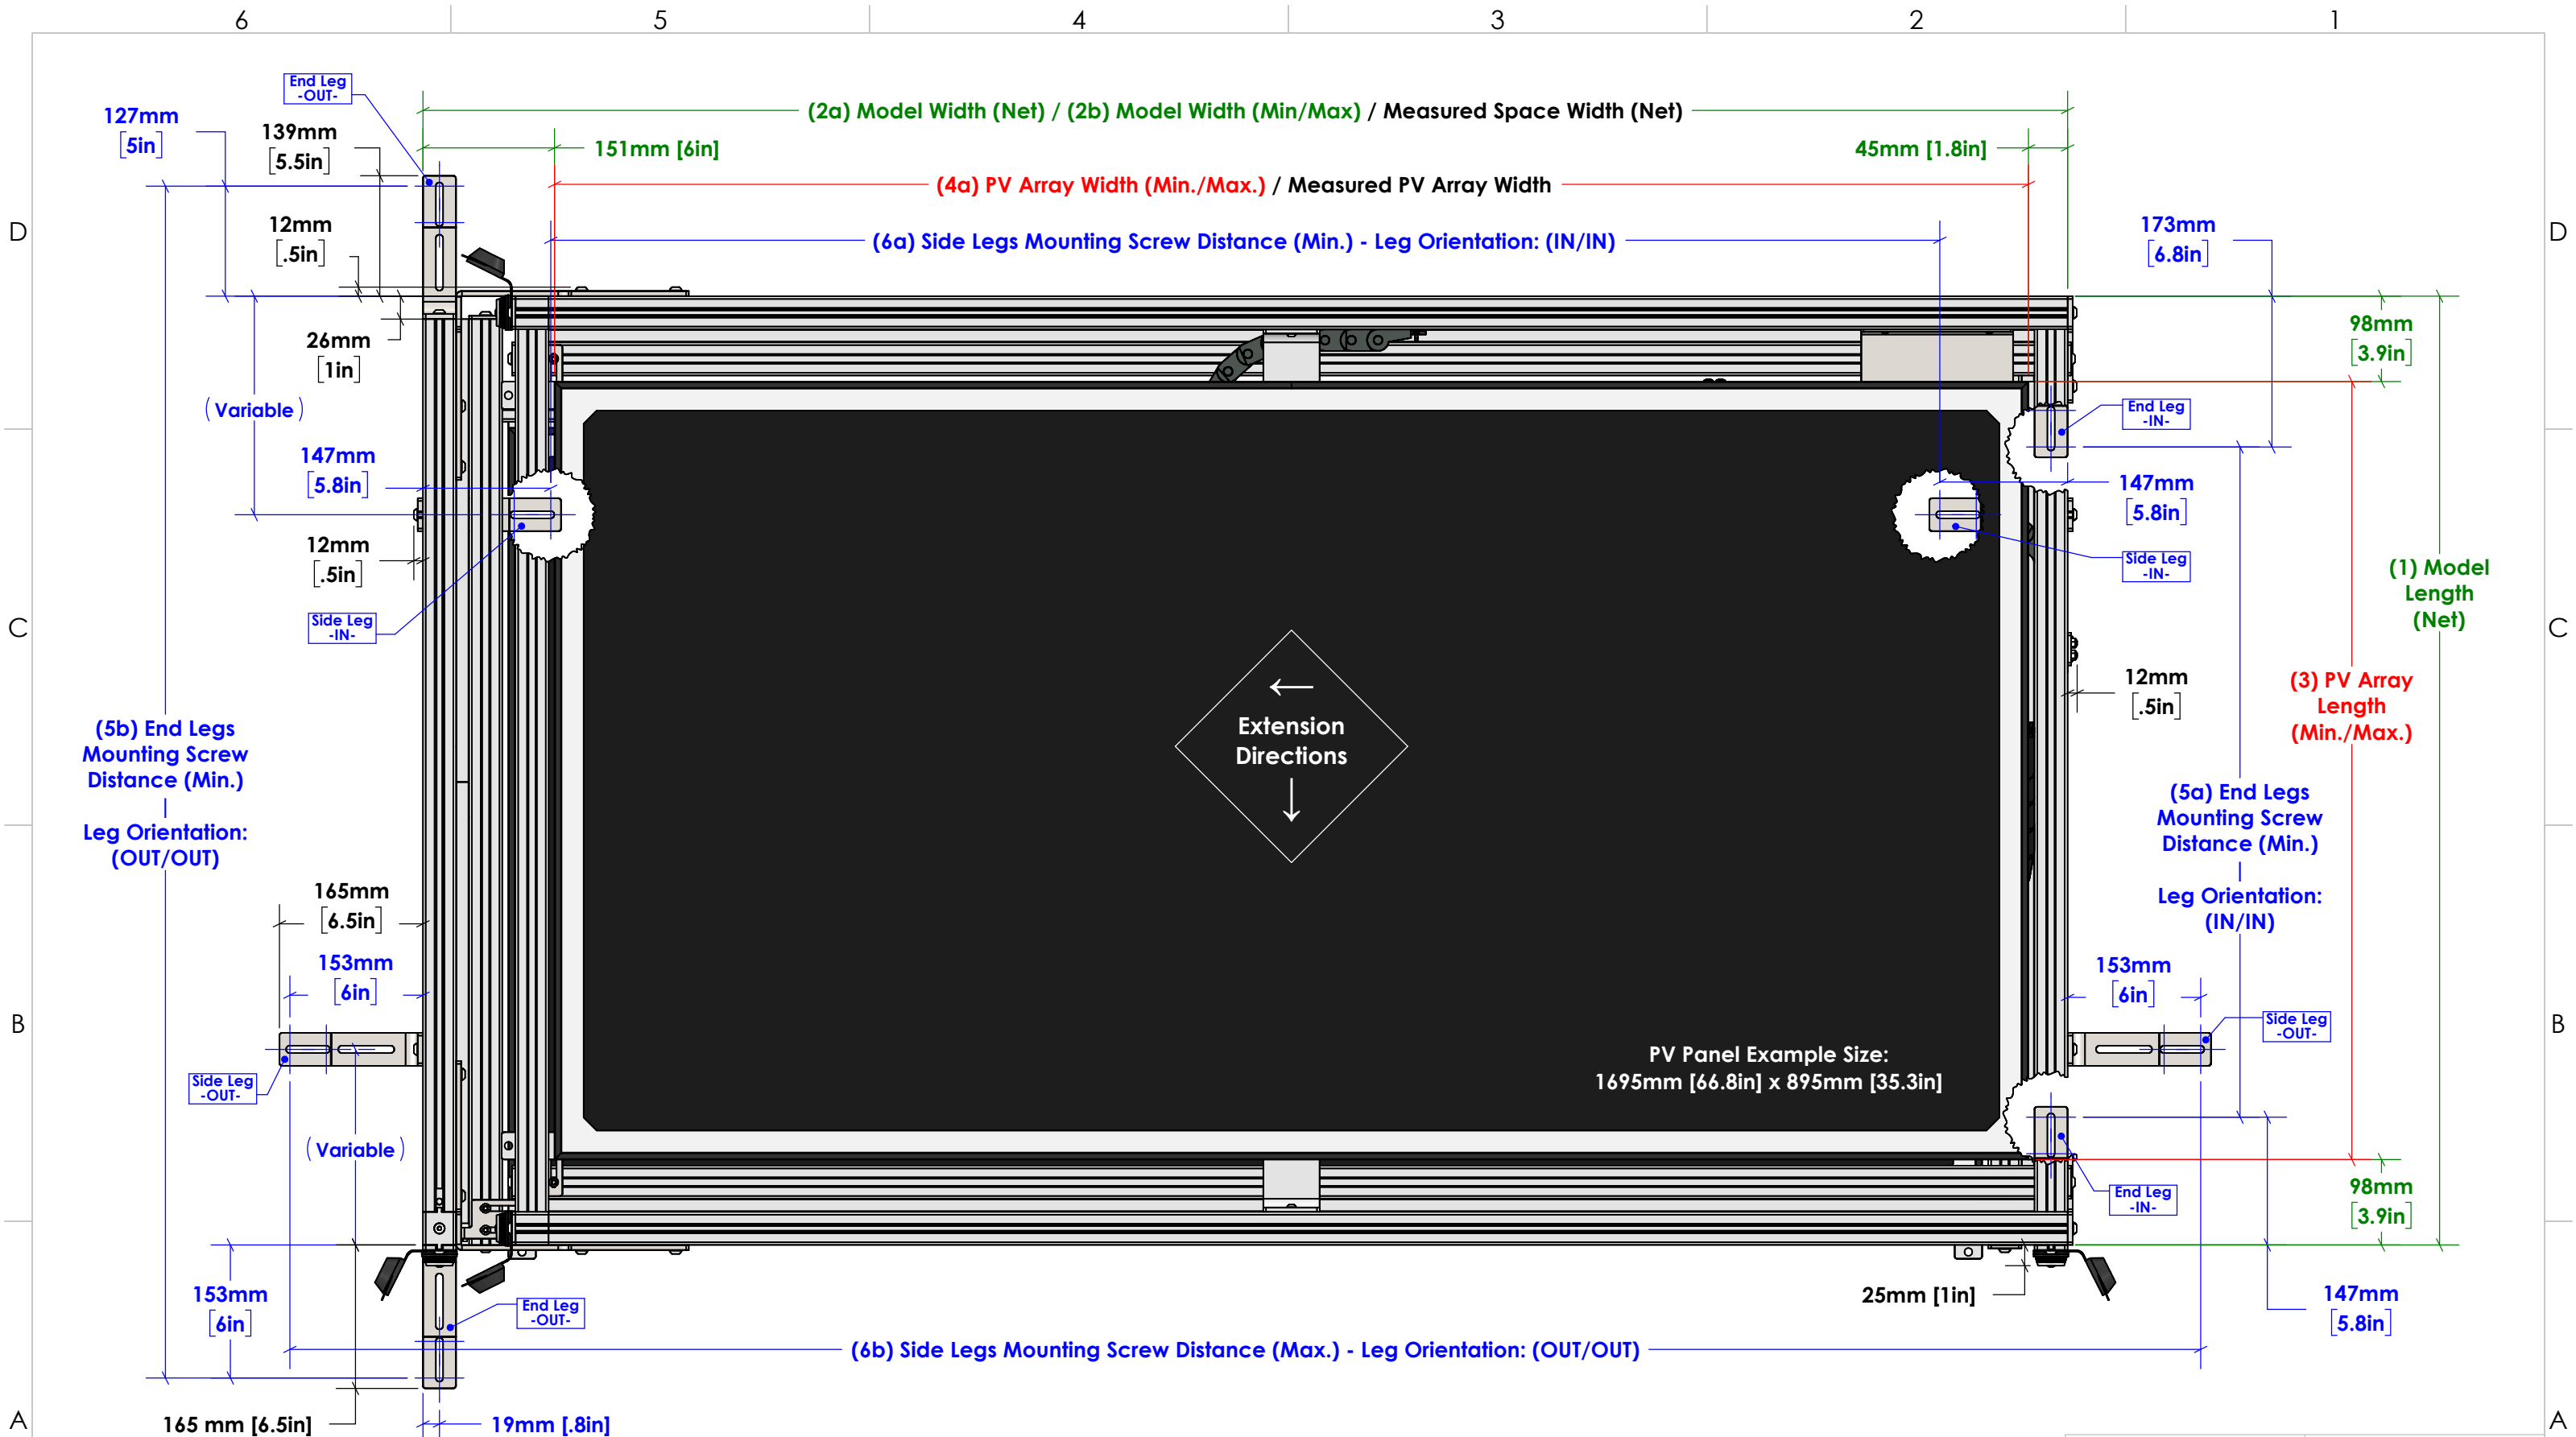 6 5 4 3 2 1
End Leg
-OUT-
(2a) Model Width (Net) / (2b) Model Width (Min/Max) / Measured Space Width (Net)
127mm
[5in]
139mm
[5.5in]
151mm [6in]
45mm [1.8in]
(4a) PV Array Width (Min./Max.) / Measured PV Array Width
D
12mm
[.5in]
(6a) Side Legs Mounting Screw Distance (Min.) - Leg Orientation: (IN/IN)
173mm
[6.8in]
D
26mm
[1in]
98mm
[3.9in]
(Variable)
End Leg
-IN-
147mm
[5.8in]
147mm
[5.8in]
12mm
[.5in]
Side Leg
-IN-
(1) Model
Length
(Net)
C
Side Leg
-IN-
C
12mm
[.5in]
(3) PV Array
Length
(Min./Max.)
Extension
Directions
(5b) End Legs
Mounting Screw
Distance (Min.)
Leg Orientation:
(OUT/OUT)
(5a) End Legs
Mounting Screw
Distance (Min.)
Leg Orientation:
(IN/IN)
165mm
[6.5in]
153mm
[6in]
153mm
[6in]
B
Side Leg
-OUT-
B
PV Panel Example Size:
1695mm [66.8in] x 895mm [35.3in]
Side Leg
-OUT-
(Variable)
End Leg
-IN-
98mm
[3.9in]
153mm
[6in]
End Leg
-OUT-
25mm [1in]
147mm
[5.8in]
(6b) Side Legs Mounting Screw Distance (Max.) - Leg Orientation: (OUT/OUT)
A
165 mm [6.5in]
19mm [.8in]
A